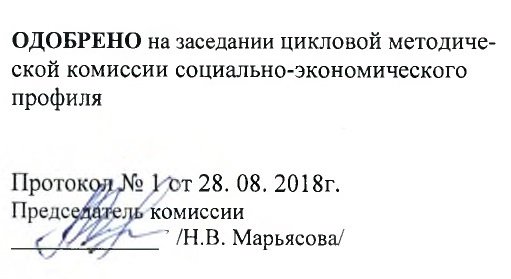 ОДОБРЕНО на заседании цикловой методиче-
ской комиссии социально-экономического
профиля
Протокол № 1 от 28. 08. 2018г.
Председатель комиссии
/Н.В. Марьясова/